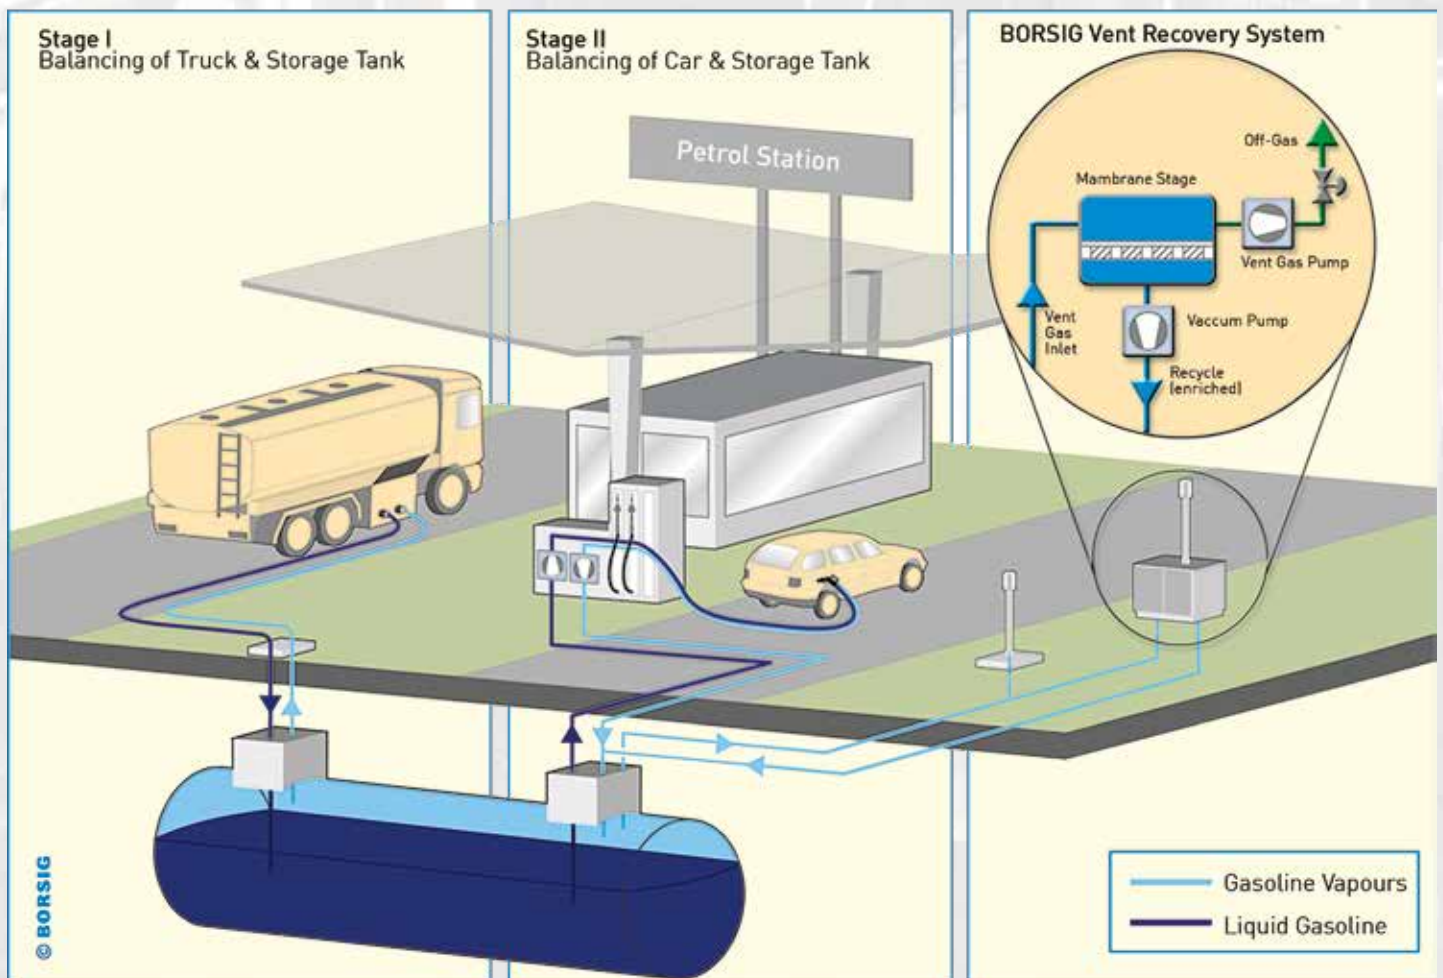 Stage I
Balancing of Truck & Storage Tank
Stage II
Balancing of Car & Storage Tank
BORSIG Vent Recovery System
Petrol Station
Off-Gas
Mambrane Stage
Vent Gas Pump
Vent
Gas
Inlet
Vaccum Pump
Recycle
(enriched)
Gasoline Vapours
Liquid Gasoline
© BORSIG